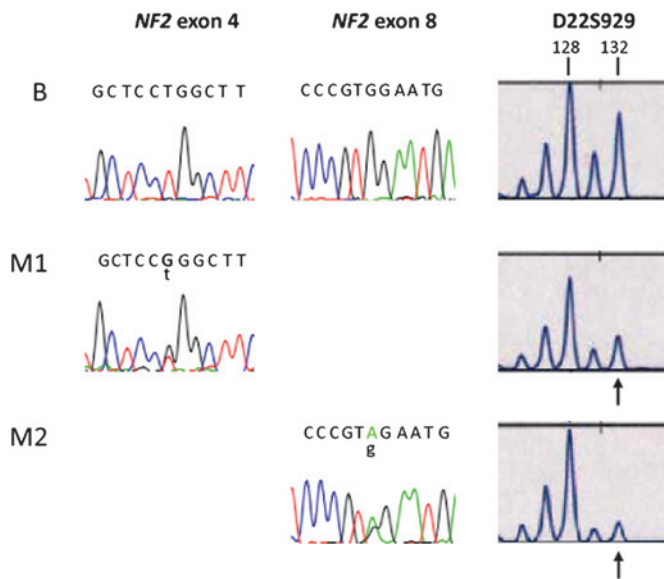 NF2 exon 4 NF2 exon 8 D22S929
128 132
B GCTCCTGGCTT CCCGTGGAATG
M1 GCTCCGGGCTT
t
M2 CCCGTAGAATG
g